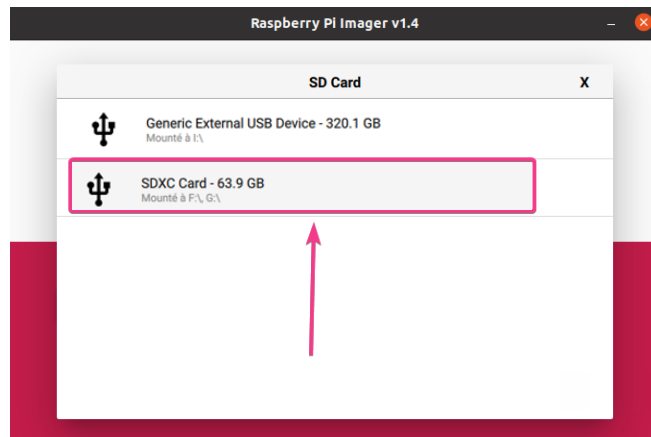 Raspberry Pi Imager v1.4
SD Card X
Generic External USB Device - 320.1 GB
Mounté à I:\
SDXC Card - 63.9 GB
Mounté à F:\, G:\